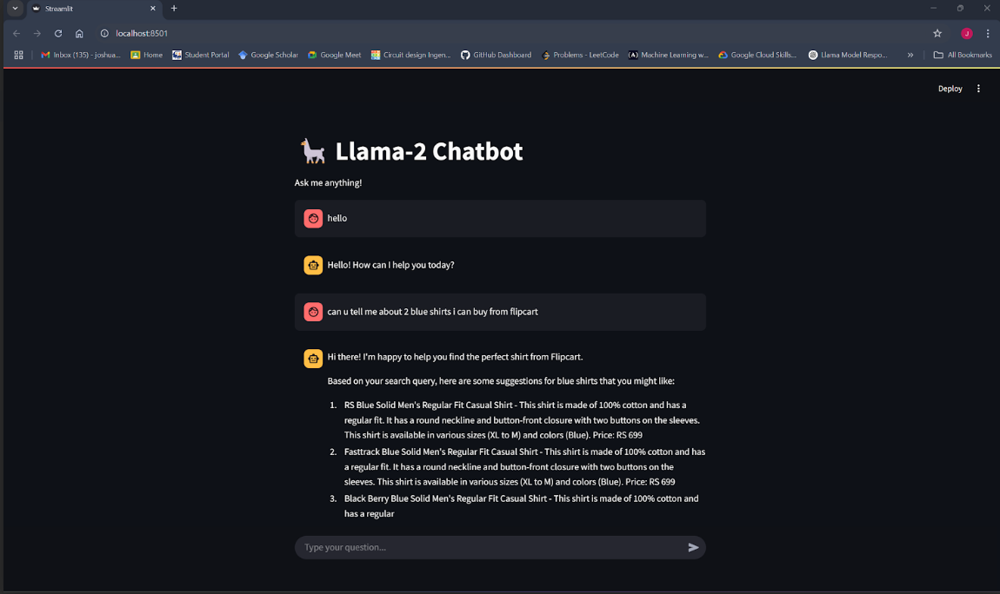 Streamlit
localhost:8501
J
Inbox (135) - joshua...
Home
Student Portal
Google Scholar
Google Meet
Circuit design Ingen...
GitHub Dashboard
Problems - LeetCode
Machine Learning w...
Google Cloud Skills...
Llama Model Respo...
»
All Bookmarks
Deploy
Llama-2 Chatbot
Ask me anything!
hello
Hello! How can I help you today?
can u tell me about 2 blue shirts i can buy from flipcart
Hi there! I'm happy to help you find the perfect shirt from Flipcart.
Based on your search query, here are some suggestions for blue shirts that you might like:
1. RS Blue Solid Men's Regular Fit Casual Shirt - This shirt is made of 100% cotton and has a
regular fit. It has a round neckline and button-front closure with two buttons on the sleeves.
This shirt is available in various sizes (XL to M) and colors (Blue). Price: RS 699
2. Fasttrack Blue Solid Men's Regular Fit Casual Shirt - This shirt is made of 100% cotton and has
a regular fit. It has a round neckline and button-front closure with two buttons on the
sleeves. This shirt is available in various sizes (XL to M) and colors (Blue). Price: RS 699
3. Black Berry Blue Solid Men's Regular Fit Casual Shirt - This shirt is made of 100% cotton and
has a regular
Type your question...